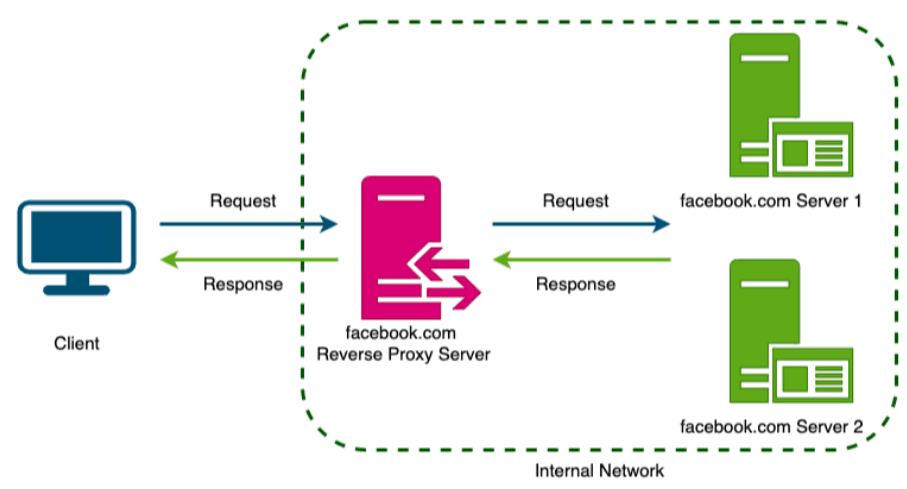 Request
Response
Client
facebook.com
Reverse Proxy Server
Request
Response
facebook.com Server 1
facebook.com Server 2
Internal Network